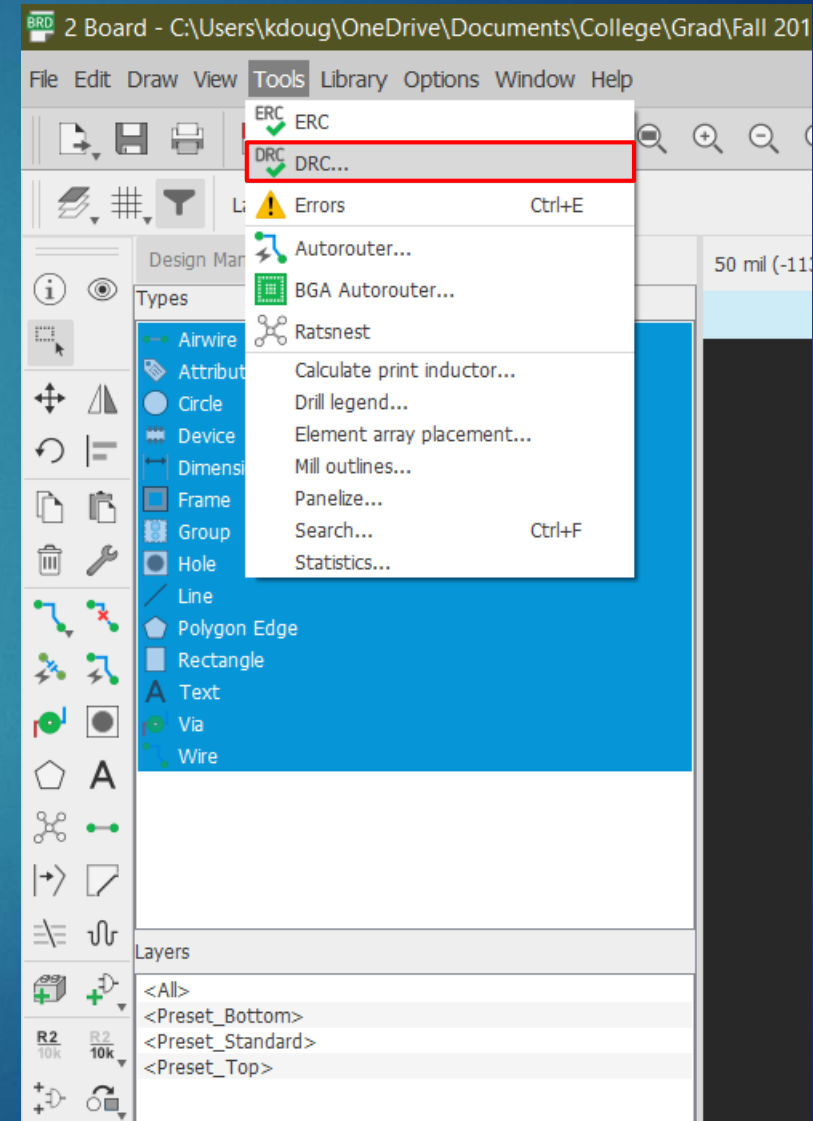 BRD 2 Board - C:\Users\kdoug\OneDrive\Documents\College\Grad\Fall 201
File Edit Draw View Tools Library Options Window Help
ERC ERC
DRC DRC...
Errors Ctrl+E
Autorouter...
BGA Autorouter...
Ratsnest
Calculate print inductor...
Drill legend...
Element array placement...
Mill outlines...
Panelize...
Search... Ctrl+F
Statistics...
Design Man
50 mil (-113
Types
Airwire
Attribut
Circle
Device
Dimensi
Frame
Group
Hole
Line
Polygon Edge
Rectangle
A Text
Via
Wire
A
Layers
<All>
<Preset_Bottom>
<Preset_Standard>
<Preset_Top>
R2 R2
10k 10k